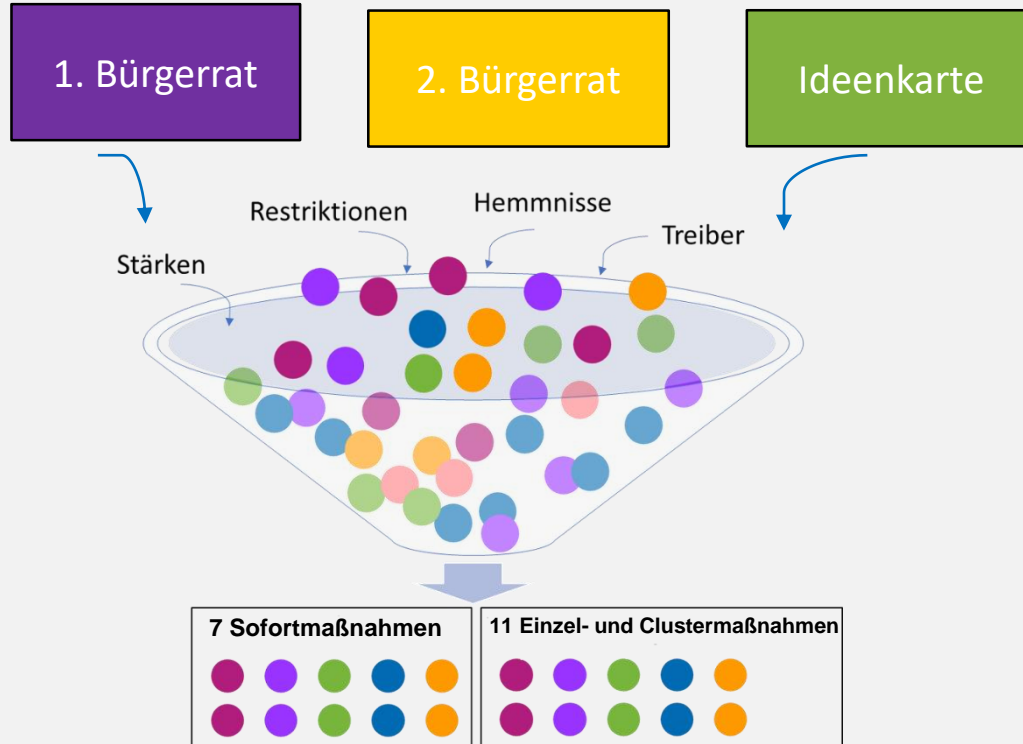 1. Bürgerrat
2. Bürgerrat
Ideenkarte
Restriktionen
Hemmnisse
Treiber
Stärken
7 Sofortmaßnahmen
11 Einzel- und Clustermaßnahmen